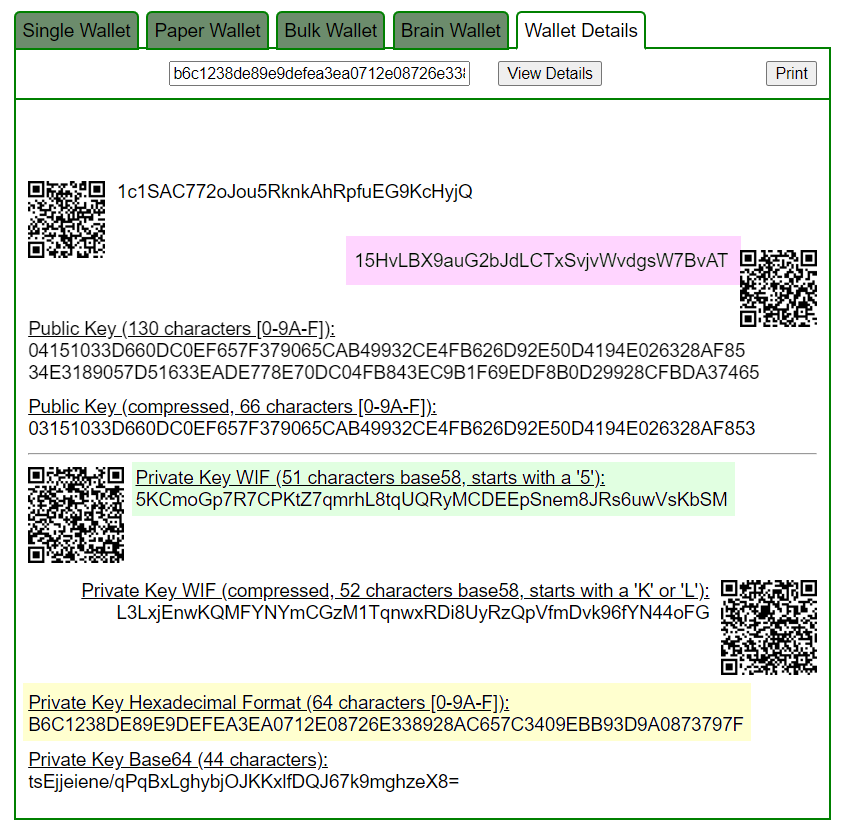 Single Wallet Paper Wallet Bulk Wallet Brain Wallet Wallet Details
b6c1238de89e9defea3ea0712e08726e338 View Details Print
1c1SAC772oJou5RknkAhRpfuEG9KcHyjQ
15HvLBX9auG2bJdLCTxSvjvWvdgsW7BvAT
Public Key (130 characters [0-9A-F]):
04151033D660DC0EF657F379065CAB49932CE4FB626D92E50D4194E026328AF85
34E3189057D51633EADE778E70DC04FB843EC9B1F69EDF8B0D29928CFBDA37465
Public Key (compressed, 66 characters [0-9A-F]):
03151033D660DC0EF657F379065CAB49932CE4FB626D92E50D4194E026328AF853
Private Key WIF (51 characters base58, starts with a '5'):
5KCmoGp7R7CPKtZ7qmrhL8tqUQRyMCDEEpSnem8JRs6uwVsKbSM
Private Key WIF (compressed, 52 characters base58, starts with a 'K' or 'L'):
L3LxjEnwKQMFYNYmCGzM1TqnwxRDi8UyRzQpVfmDvk96fYN44oFG
Private Key Hexadecimal Format (64 characters [0-9A-F]):
B6C1238DE89E9DEFEA3EA0712E08726E338928AC657C3409EBB93D9A0873797F
Private Key Base64 (44 characters):
tsEjjeiene/qPqBxLghybjOJKKxlfDQJ67k9mghzeX8=